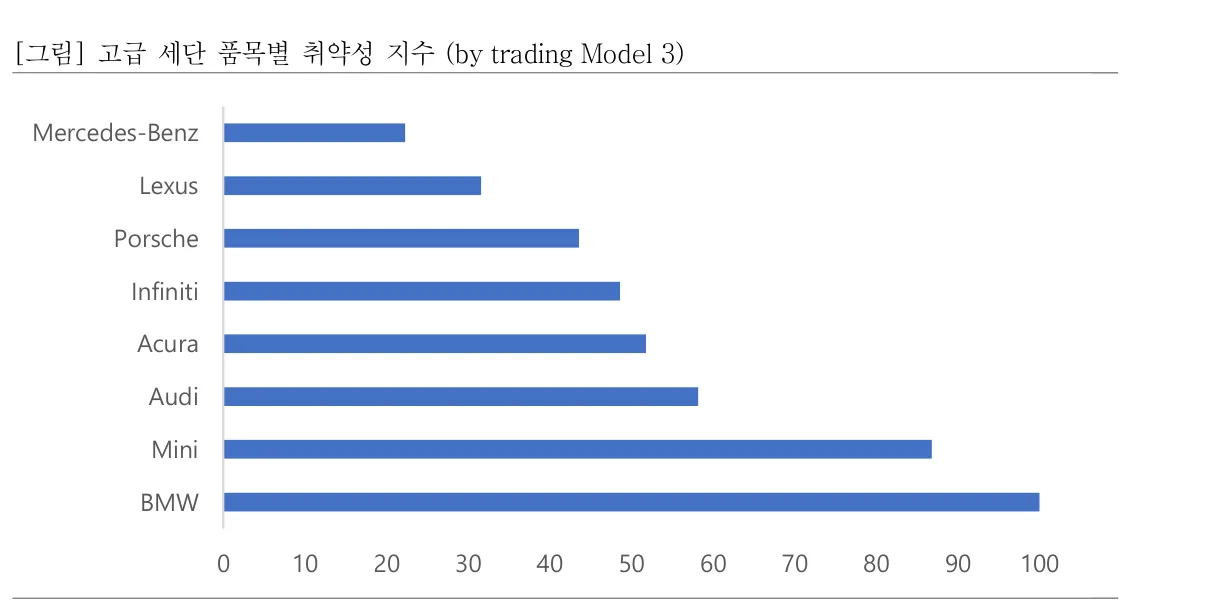 [그림] 고급 세단 품목별 취약성 지수 (by trading Model 3)
Mercedes-Benz
Lexus
Porsche
Infiniti
Acura
Audi
Mini
BMW
0 10 20 30 40 50 60 70 80 90 100